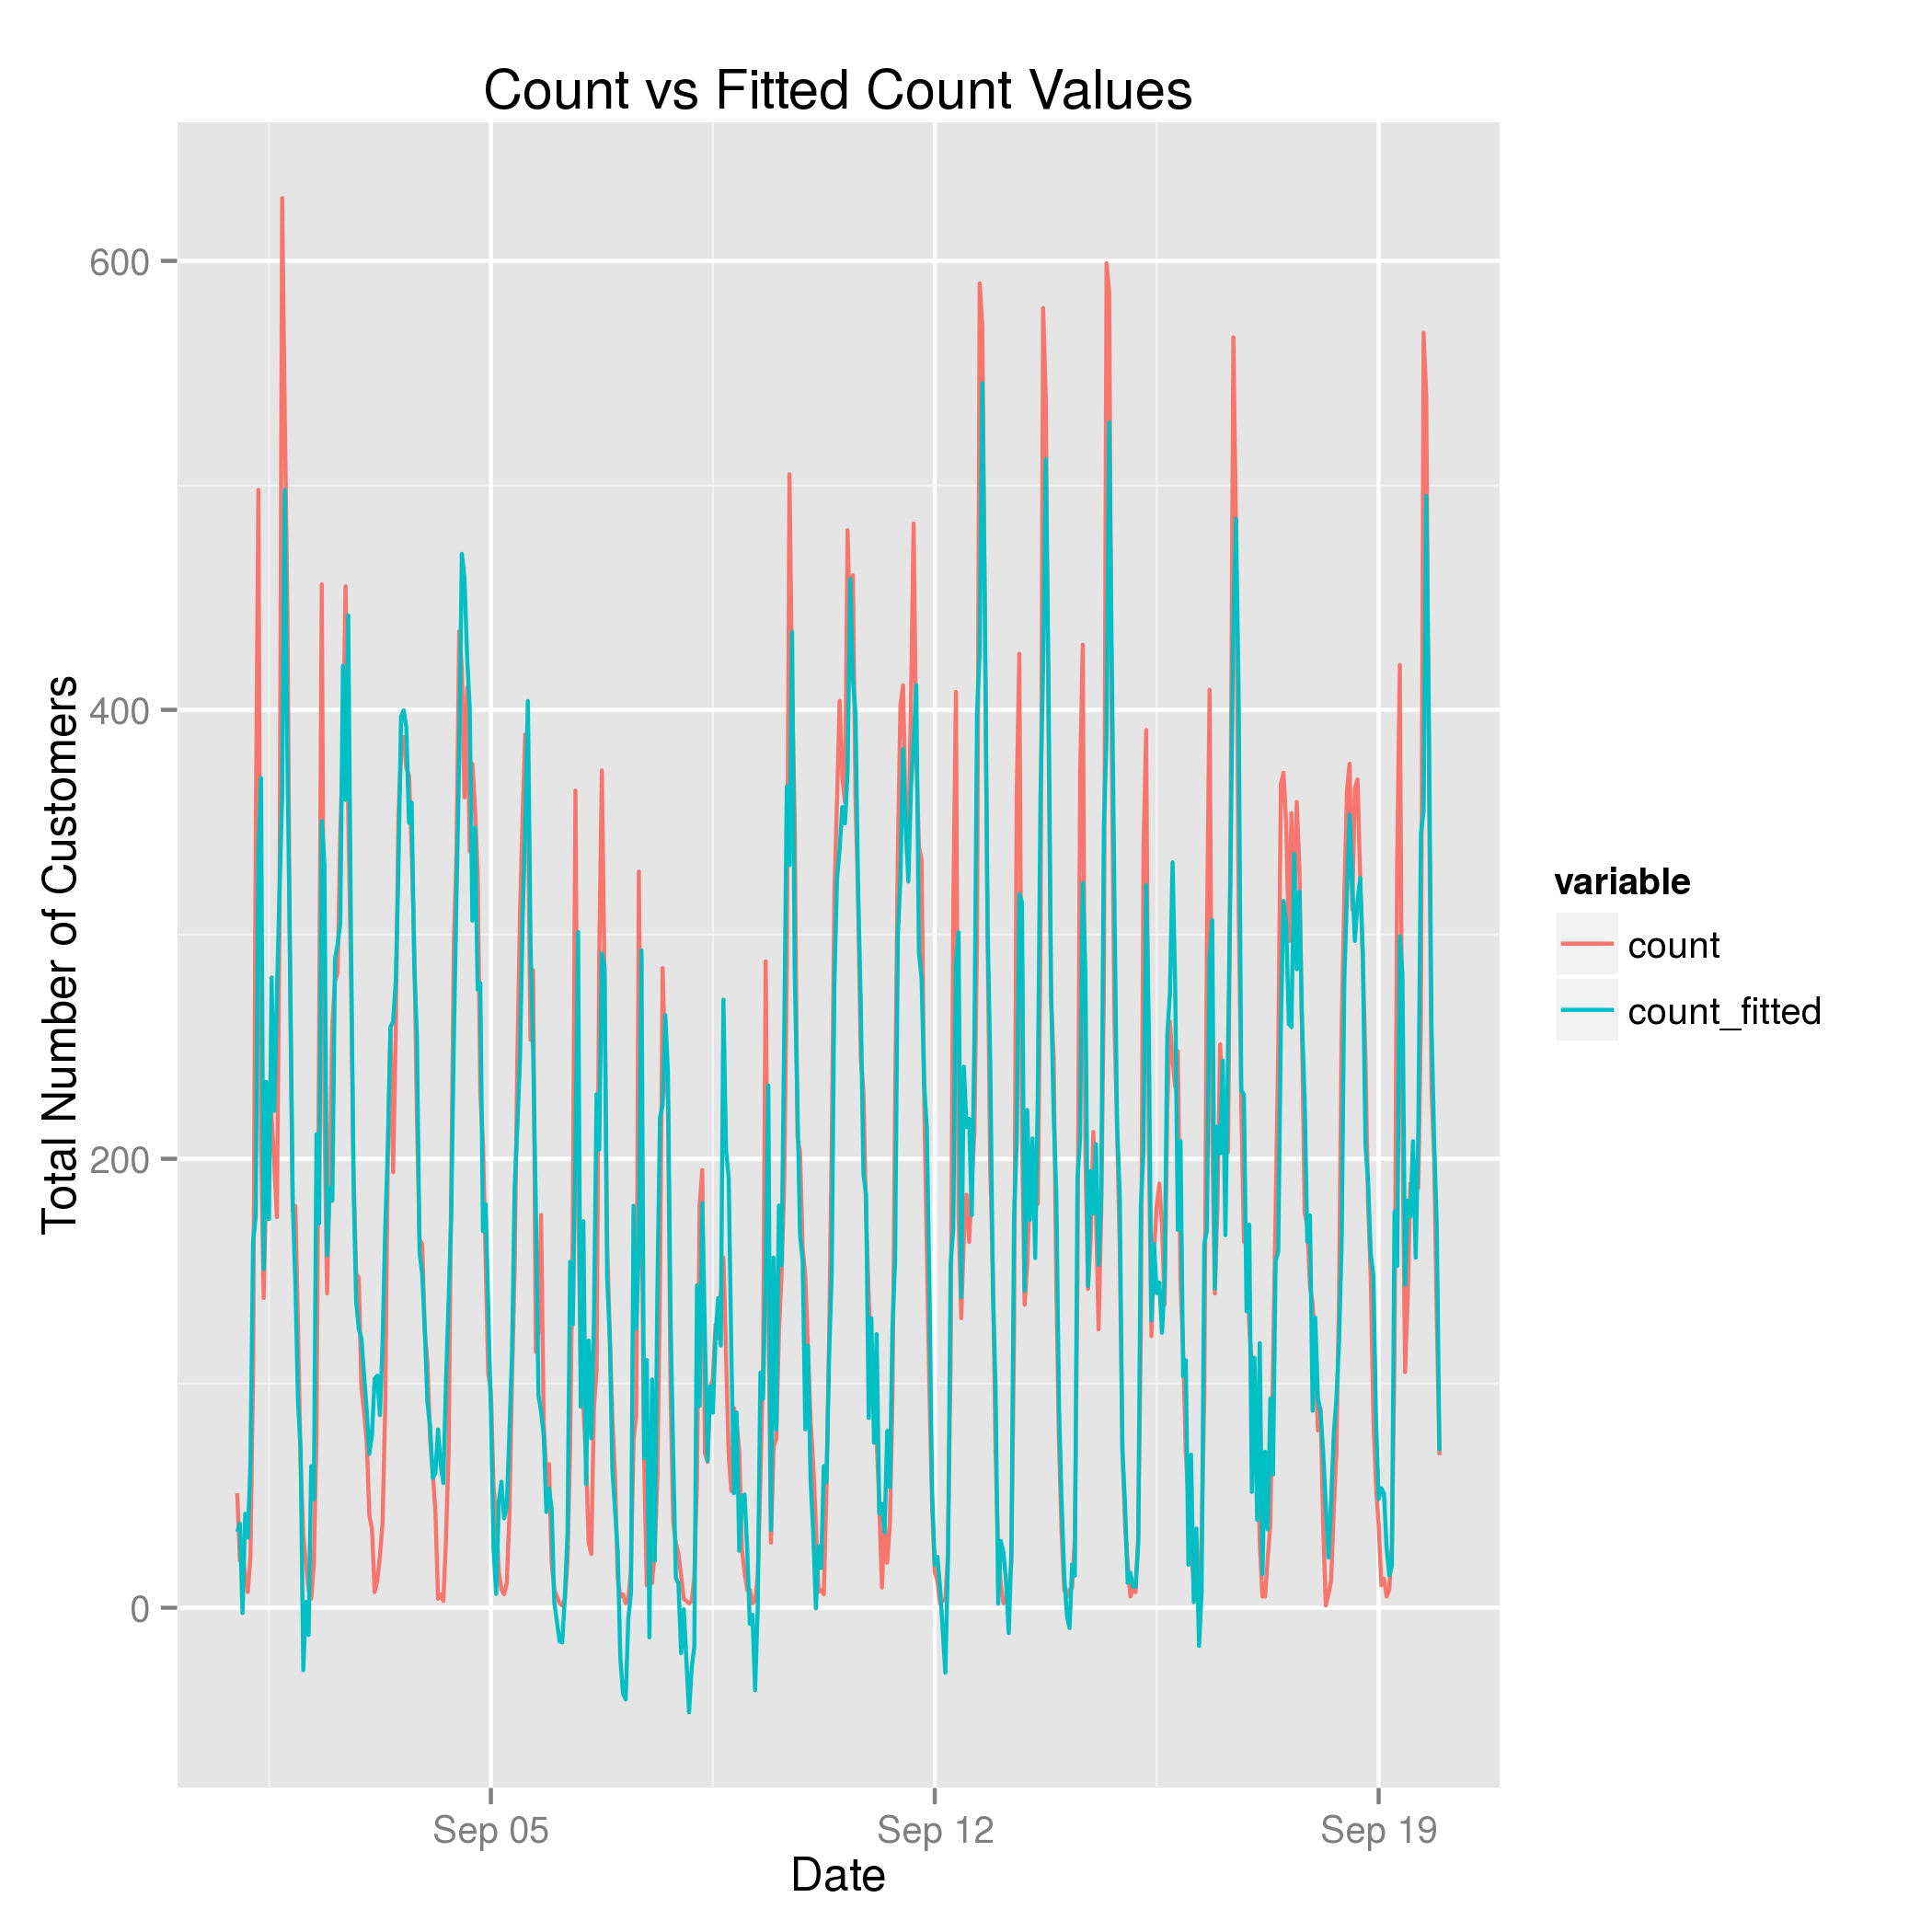 Count vs Fitted Count Values
Total Number of Customers
600
400
200
0
Sep 05
Sep 12
Sep 19
Date
variable
count
count_fitted